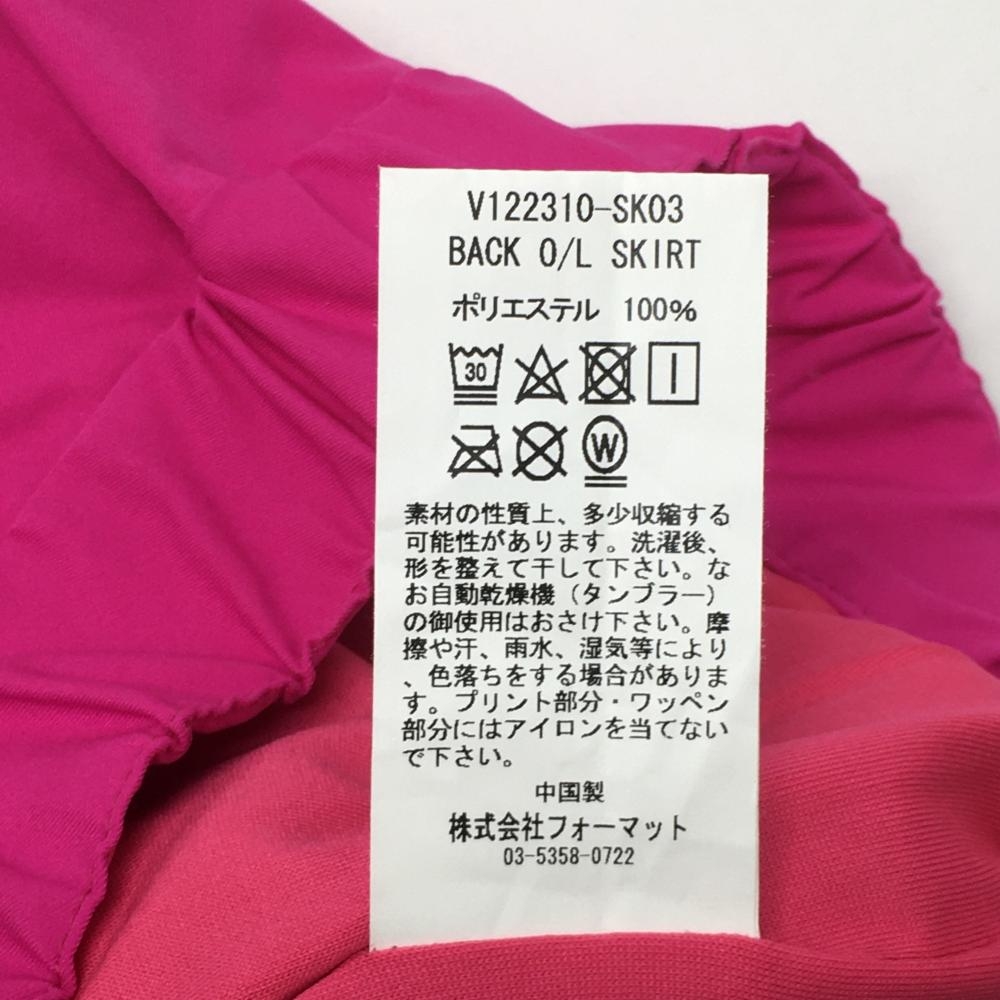 V122310-SK03
BACK O/L SKIRT
ポリエステル 100%
30
W
素材の性質上、多少収縮する
可能性があります。洗濯後、
形を整えて干して下さい。な
お自動乾燥機（タンブラー）
の御使用はおさけ下さい。摩
擦や汗、雨水、湿気等により
、色落ちをする場合がありま
す。プリント部分・ワッペン
部分にはアイロンを当てない
で下さい。
中国製
株式会社フォーマット
03-5358-0722